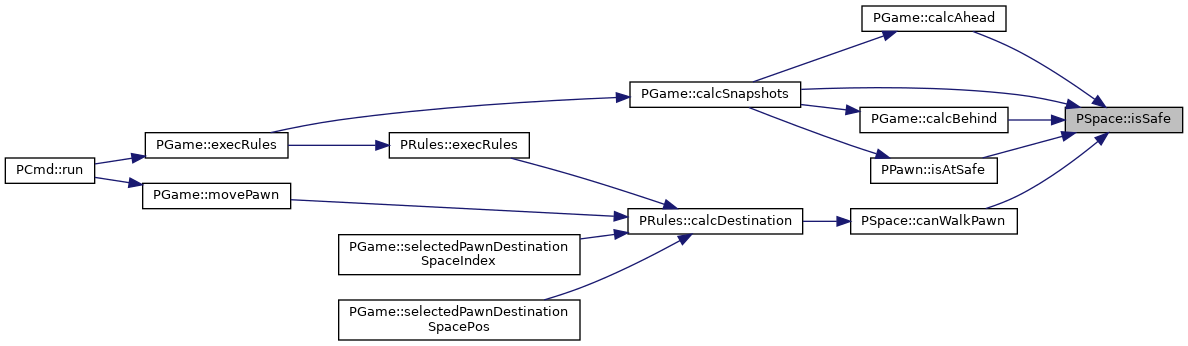 PGame::calcAhead
PGame::calcSnapshots
PSpace::isSafe
PGame::calcBehind
PGame::execRules
PRules::execRules
PCmd::run
PPawn::isAtSafe
PGame::movePawn
PRules::calcDestination
PSpace::canWalkPawn
PGame::selectedPawnDestination
SpaceIndex
PGame::selectedPawnDestination
SpacePos